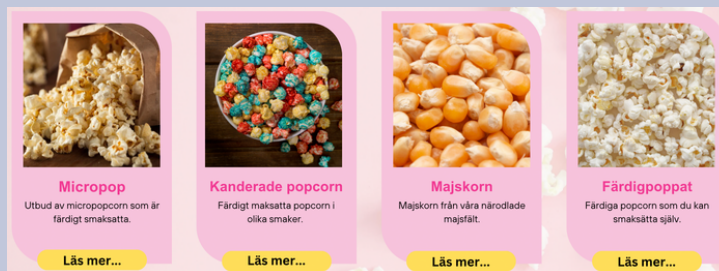 Micropop
Utbud av micropopcorn som är
färdigt smaksatta.
Läs mer...
Kanderade popcorn
Färdigt maksatta popcorn i
olika smaker.
Läs mer...
Majskorn
Majskorn från våra närodlade
majsfält.
Läs mer...
Färdigpoppat
Färdiga popcorn som du kan
smaksätta själv.
Läs mer...